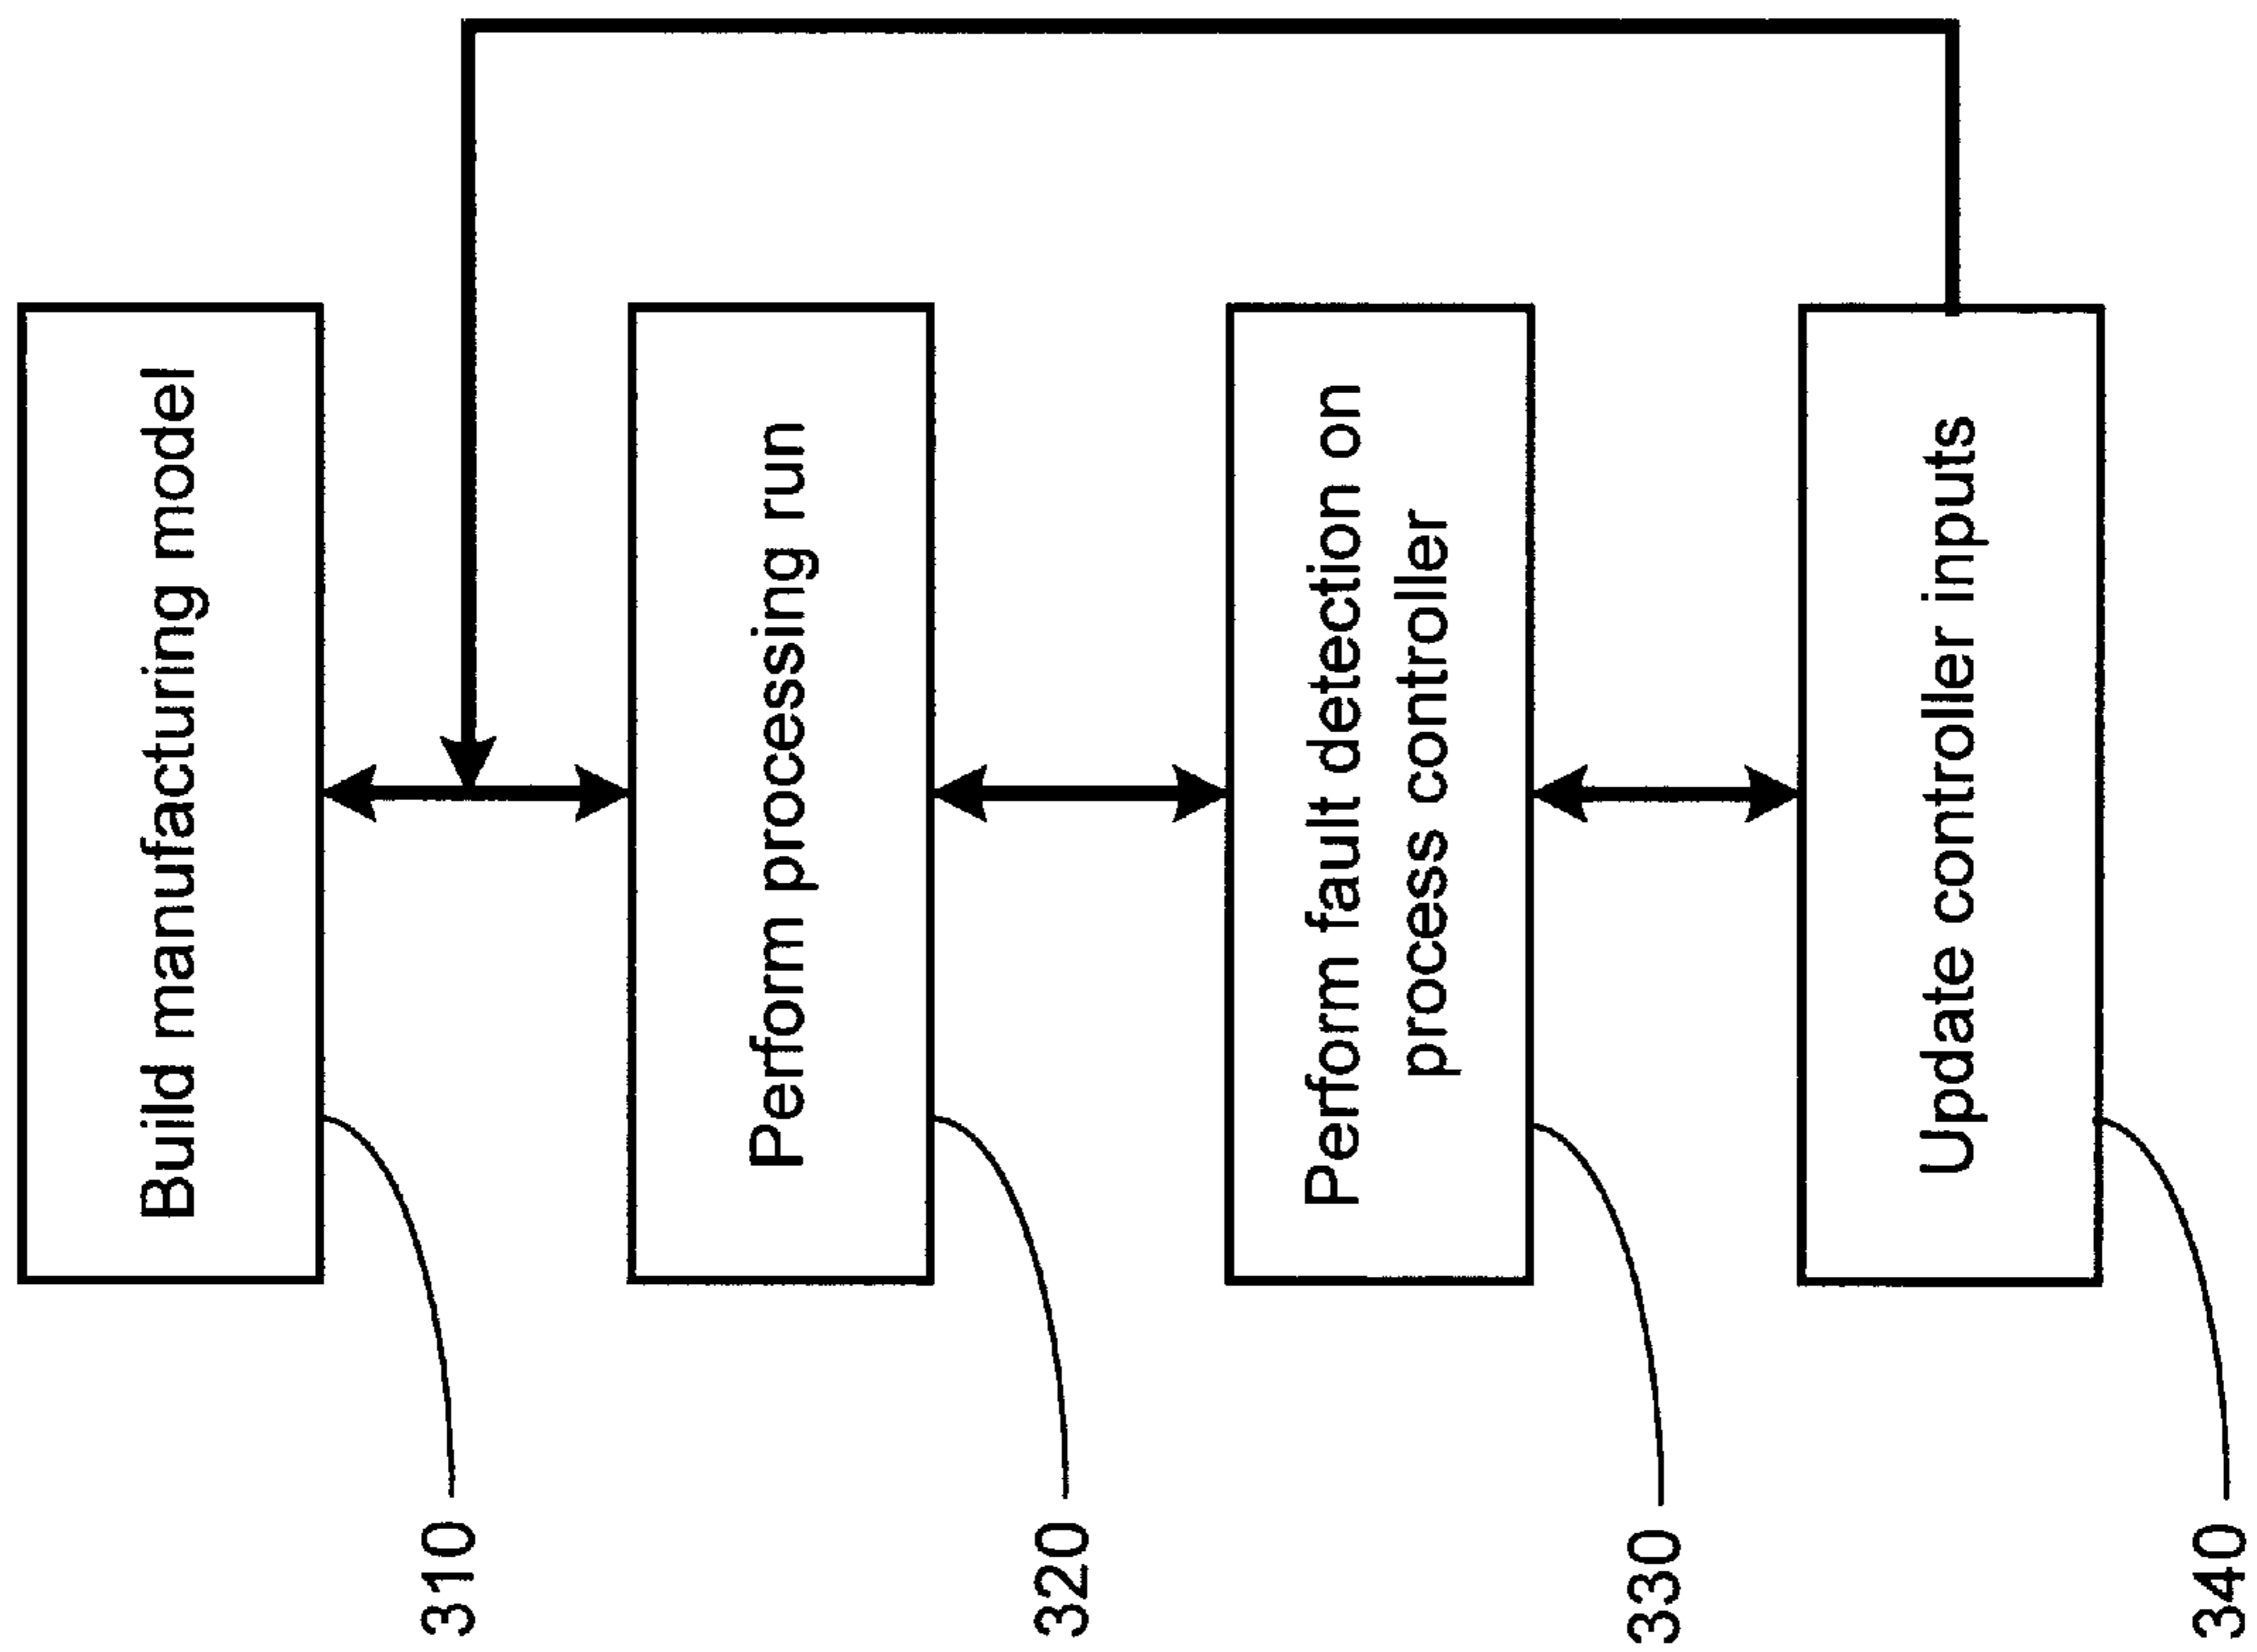 Build manufacturing model
310
Perform processing run
320
Perform fault detection on
process controller
330
Update controller inputs
340